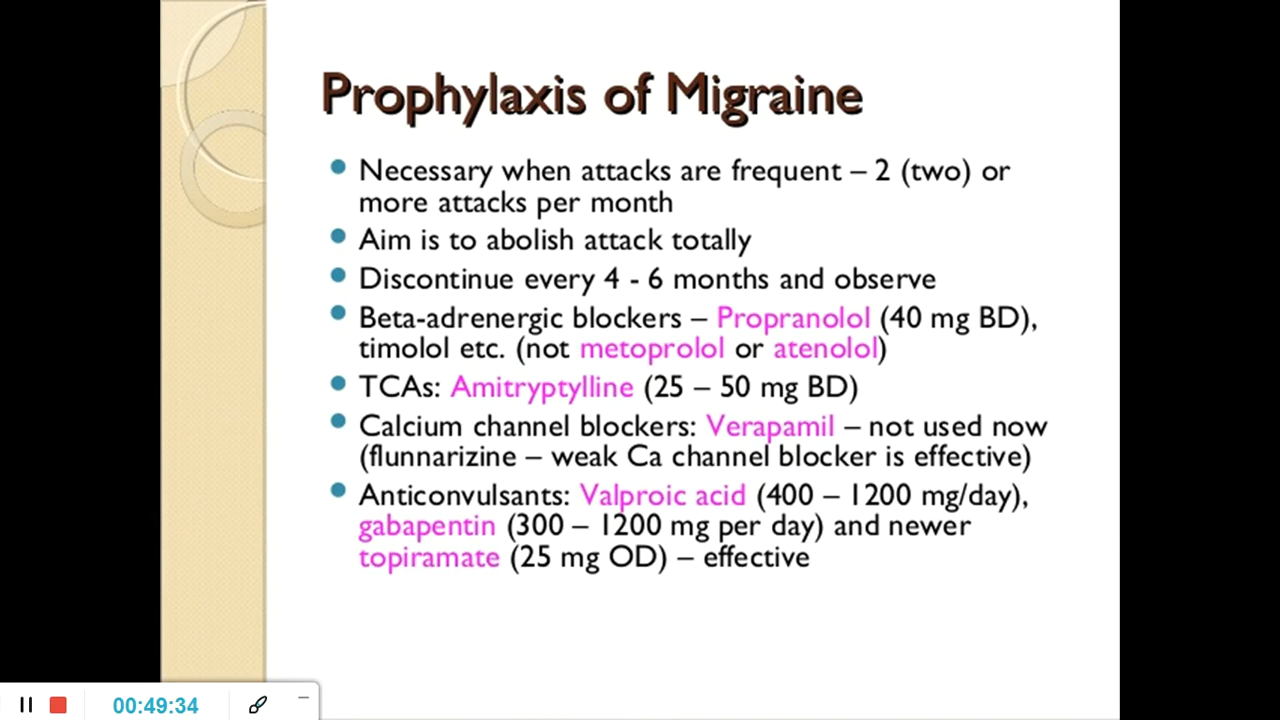 Prophylaxis of Migraine
Necessary when attacks are frequent – 2 (two) or
more attacks per month
Aim is to abolish attack totally
Discontinue every 4 - 6 months and observe
Beta-adrenergic blockers – Propranolol (40 mg BD),
timolol etc. (not metoprolol or atenolol)
TCAs: Amitryptylline (25 – 50 mg BD)
Calcium channel blockers: Verapamil – not used now
(flunnarizine – weak Ca channel blocker is effective)
Anticonvulsants: Valproic acid (400 – 1200 mg/day),
gabapentin (300 – 1200 mg per day) and newer
topiramate (25 mg OD) – effective
00:49:34